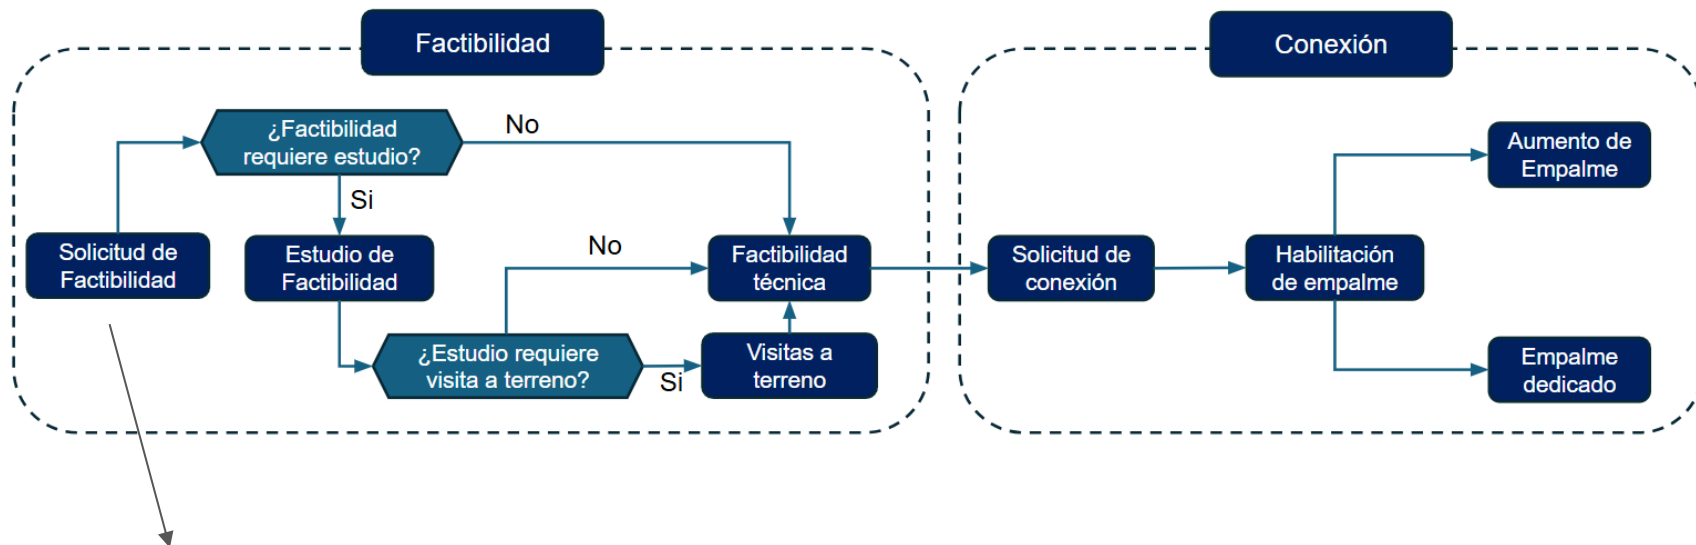 Factibilidad
¿Factibilidad
requiere estudio?
No
Si
Solicitud de
Factibilidad
Estudio de
Factibilidad
No
Factibilidad
técnica
¿Estudio requiere
visita a terreno?
Si
Visitas a
terreno
Conexión
Solicitud de
conexión
Habilitación
de empalme
Aumento de
Empalme
Empalme
dedicado